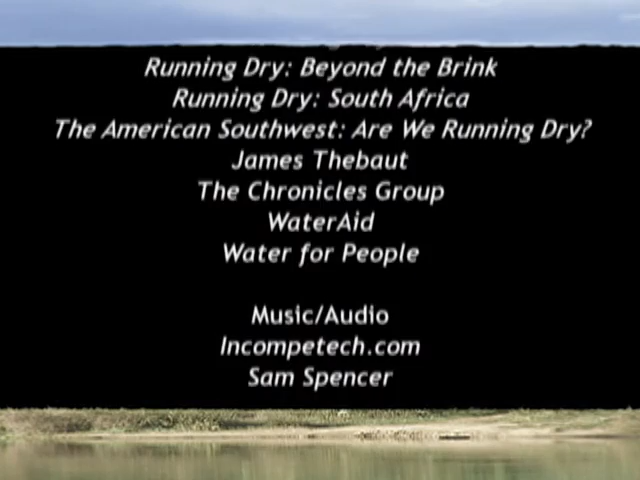 Running Dry: Beyond the Brink
Running Dry: South Africa
The American Southwest: Are We Running Dry?
James Thebaut
The Chronicles Group
WaterAid
Water for People
Music/Audio
Incompetech.com
Sam Spencer